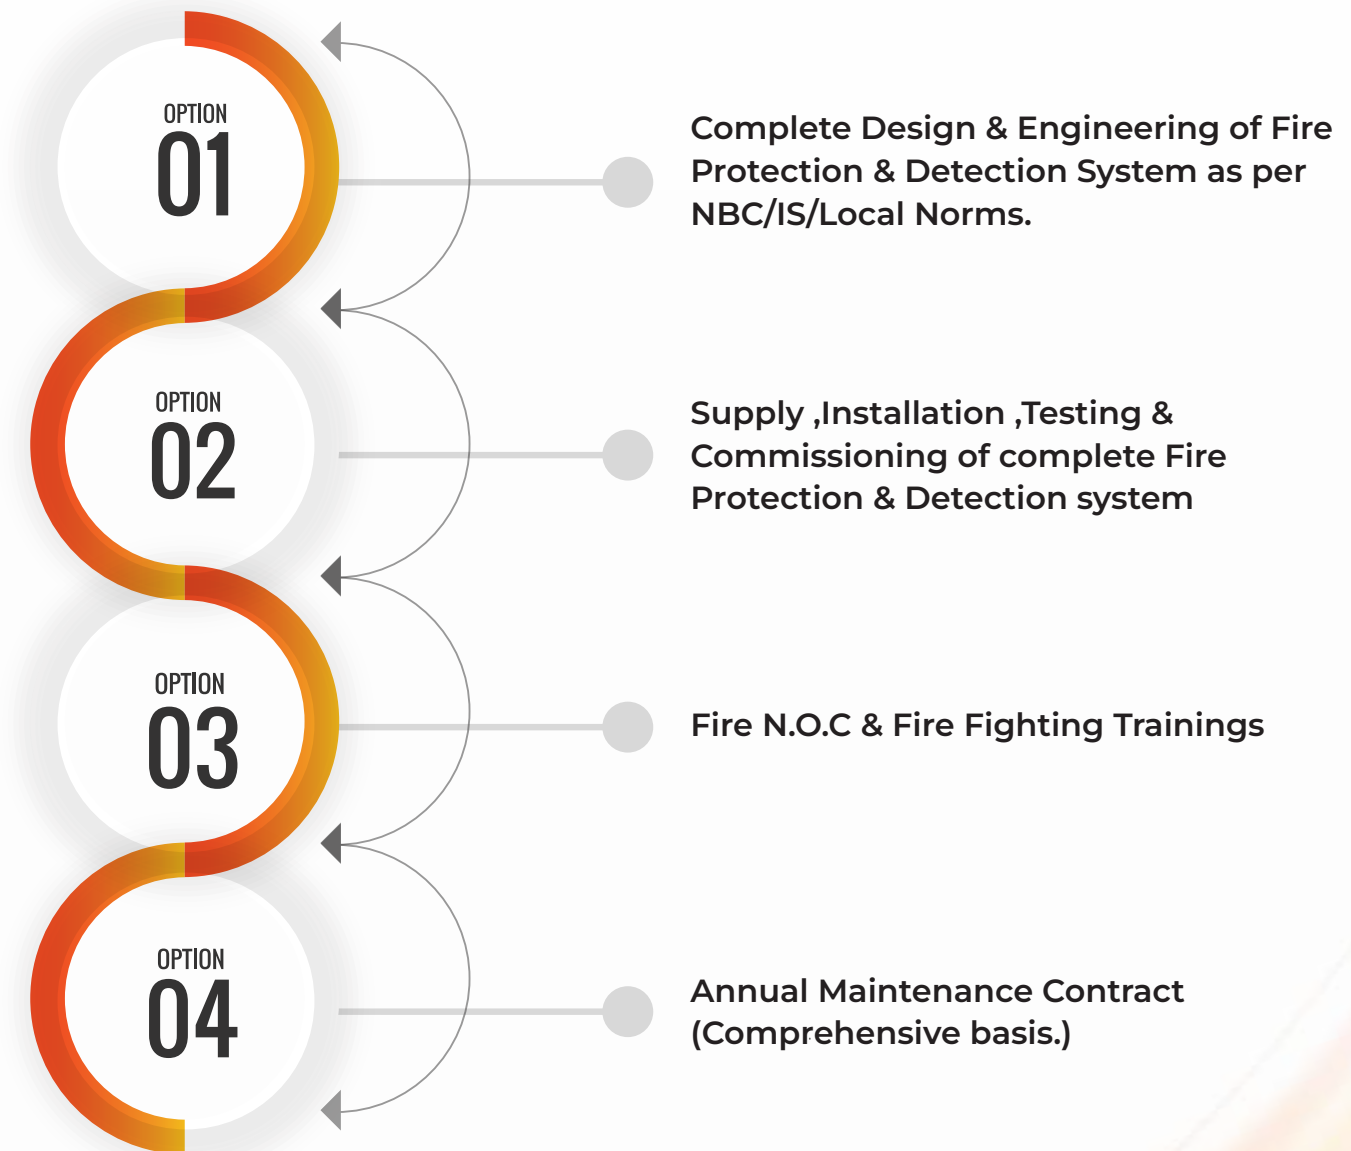 OPTION
01
Complete Design & Engineering of Fire
Protection & Detection System as per
NBC/IS/Local Norms.
OPTION
02
Supply ,Installation ,Testing &
Commissioning of complete Fire
Protection & Detection system
OPTION
03
Fire N.O.C & Fire Fighting Trainings
OPTION
04
Annual Maintenance Contract
(Comprehensive basis.)